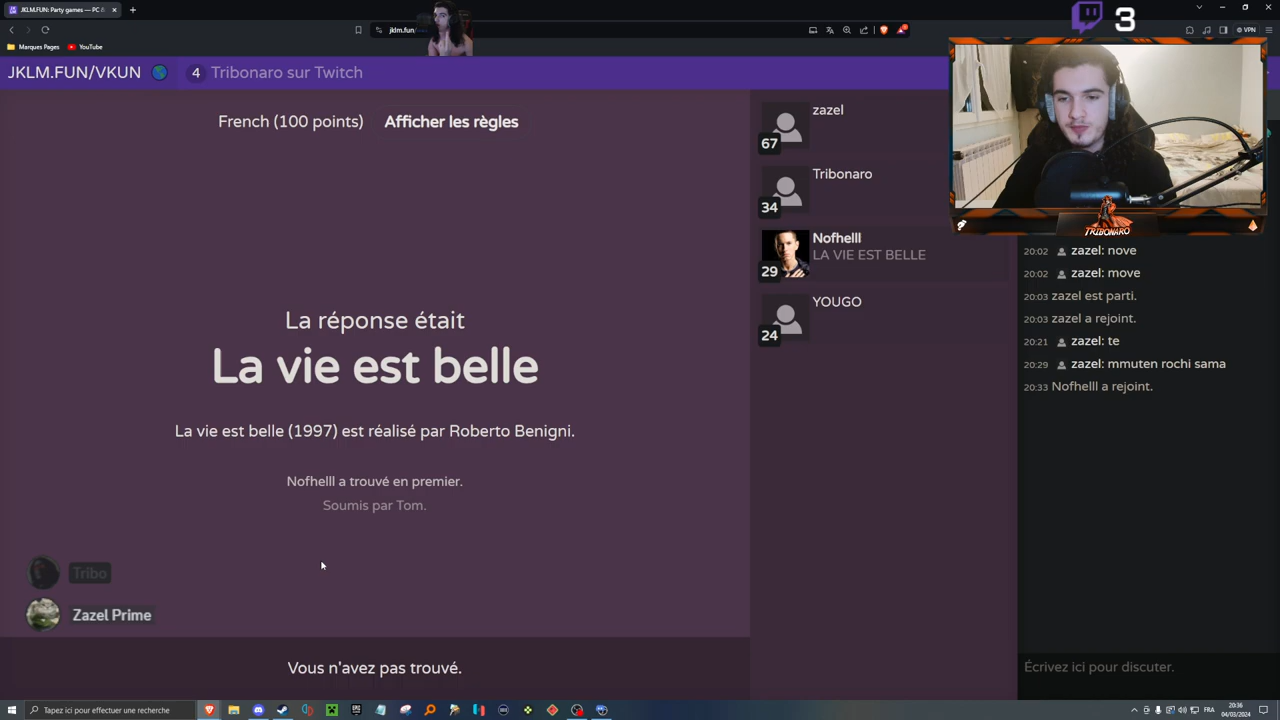 JKLM.FUN: Party games — PC &
3
jklm.fun/
VPN
Marques Pages
YouTube
JKLM.FUN/VKUN
4
Tribonaro sur Twitch
French (100 points)
Afficher les règles
zazel
67
Tribonaro
34
Nofhelll
LA VIE EST BELLE
29
YOUGO
24
TRIBONARO
20:02 zazel: nove
20:02 zazel: move
20:03 zazel est parti.
20:03 zazel a rejoint.
20:21 zazel: te
20:29 zazel: mmuten rochi sama
20:33 Nofhelll a rejoint.
La réponse était
La vie est belle
La vie est belle (1997) est réalisé par Roberto Benigni.
Nofhelll a trouvé en premier.
Soumis par Tom.
Tribo
Zazel Prime
Vous n'avez pas trouvé.
Écrivez ici pour discuter.
Tapez ici pour effectuer une recherche
FRA
20:36
04/03/2024